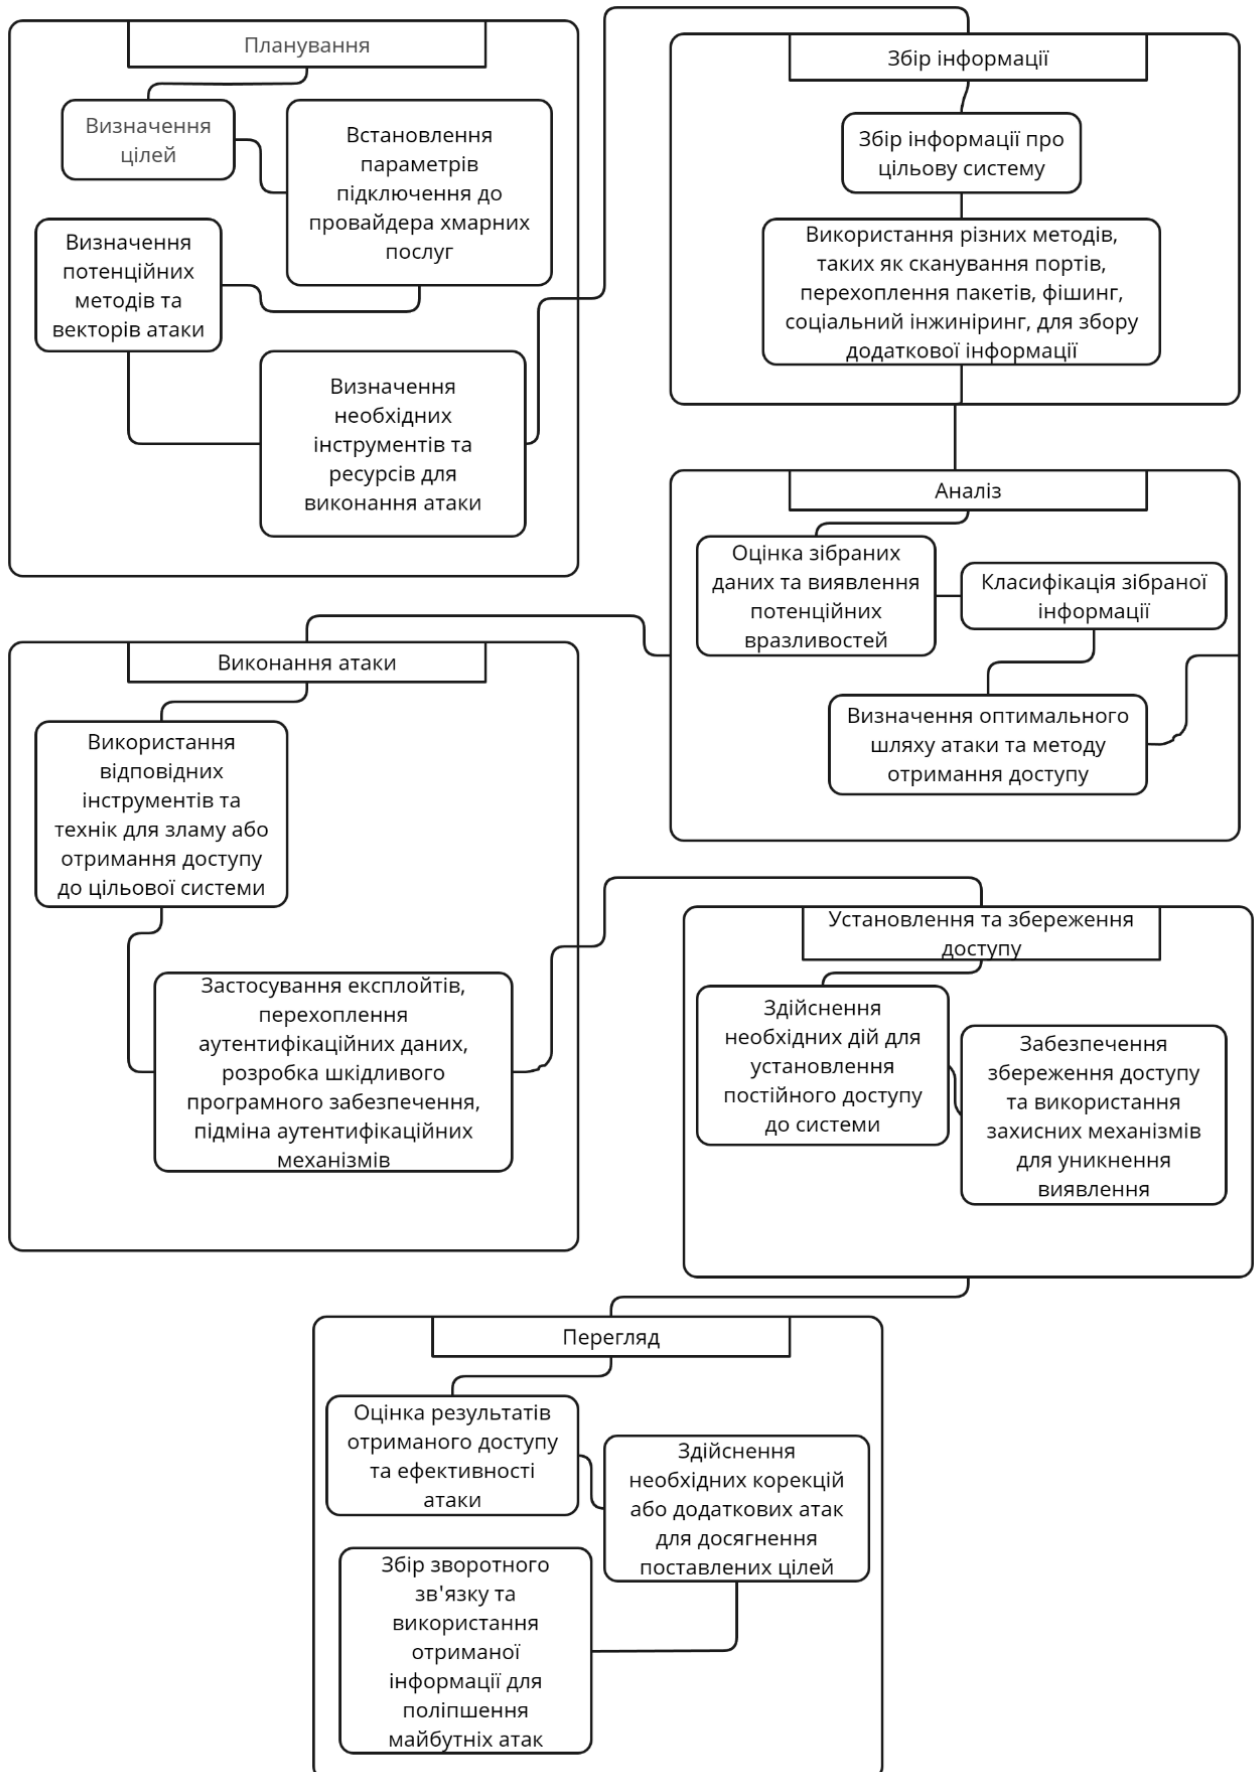 Планування
Визначення
цілей
Встановлення
параметрів
підключення до
провайдера хмарних
послуг
Визначення
потенційних
методів та
векторів атаки
Визначення
необхідних
інструментів та
ресурсів для
виконання атаки
Збір інформації
Збір інформації про
цільову систему
Використання різних методів,
таких як сканування портів,
перехоплення пакетів, фішинг,
соціальний інжиніринг, для збору
додаткової інформації
Аналіз
Оцінка зібраних
даних та виявлення
потенційних
вразливостей
Класифікація зібраної
інформації
Визначення оптимального
шляху атаки та методу
отримання доступу
Виконання атаки
Використання
відповідних
інструментів та
технік для зламу або
отримання доступу
до цільової системи
Застосування експлойтів,
перехоплення
аутентифікаційних даних,
розробка шкідливого
програмного забезпечення,
підміна аутентифікаційних
механізмів
Установлення та збереження
доступу
Здійснення
необхідних дій для
установлення
постійного доступу
до системи
Забезпечення
збереження доступу
та використання
захисних механізмів
для уникнення
виявлення
Перегляд
Оцінка результатів
отриманого доступу
та ефективності
атаки
Здійснення
необхідних корекцій
або додаткових атак
для досягнення
поставлених цілей
Збір зворотного
зв'язку та
використання
отриманої
інформації для
поліпшення
майбутніх атак